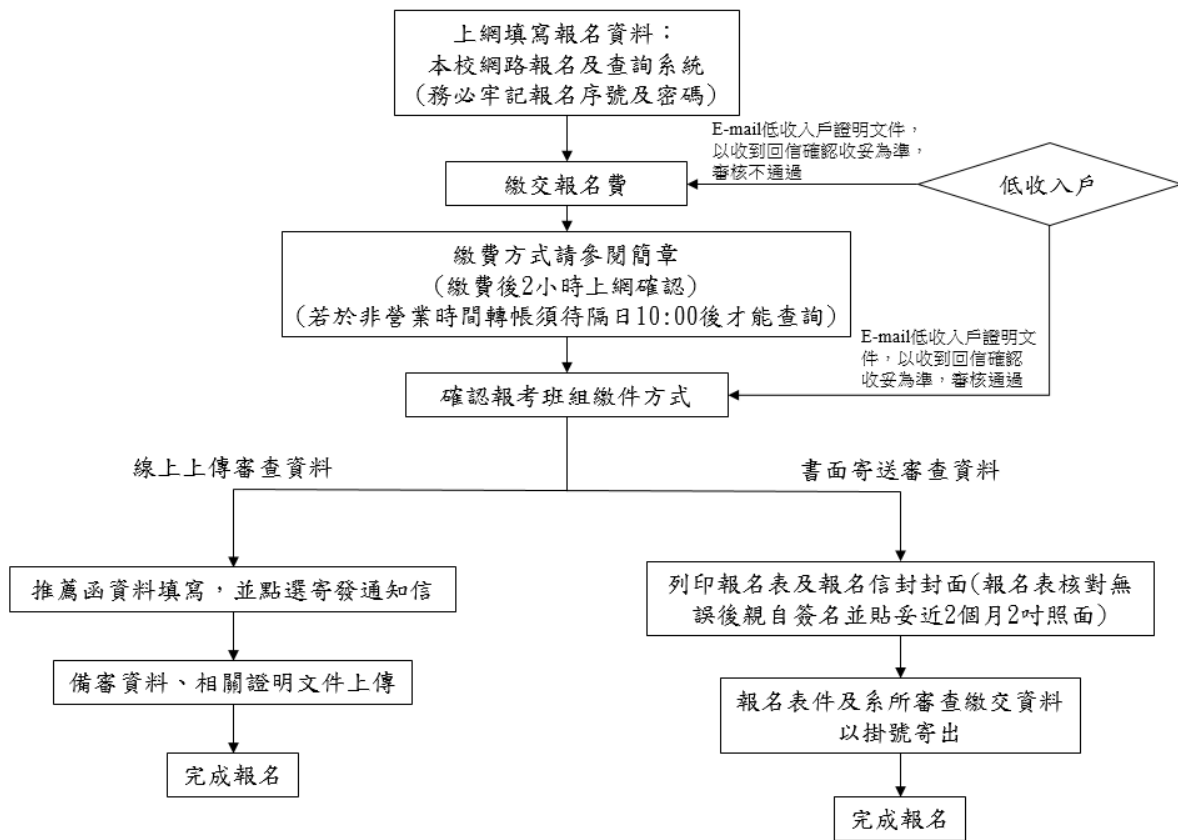 上網填寫報名資料：
本校網路報名及查詢系統
(務必牢記報名序號及密碼)
E-mail低收入戶證明文件，
以收到回信確認收妥為準，
審核不通過
繳交報名費
低收入戶
繳費方式請參閱簡章
(繳費後2小時上網確認)
(若於非營業時間轉帳須待隔日10:00後才能查詢)
E-mail低收入戶證明文
件，以收到回信確認
收妥為準，審核通過
確認報考班組繳件方式
線上上傳審查資料
書面寄送審查資料
推薦函資料填寫，並點選寄發通知信
列印報名表及報名信封封面(報名表核對無
誤後親自簽名並貼妥近2個月2吋照面)
備審資料、相關證明文件上傳
報名表件及系所審查繳交資料
以掛號寄出
完成報名
完成報名